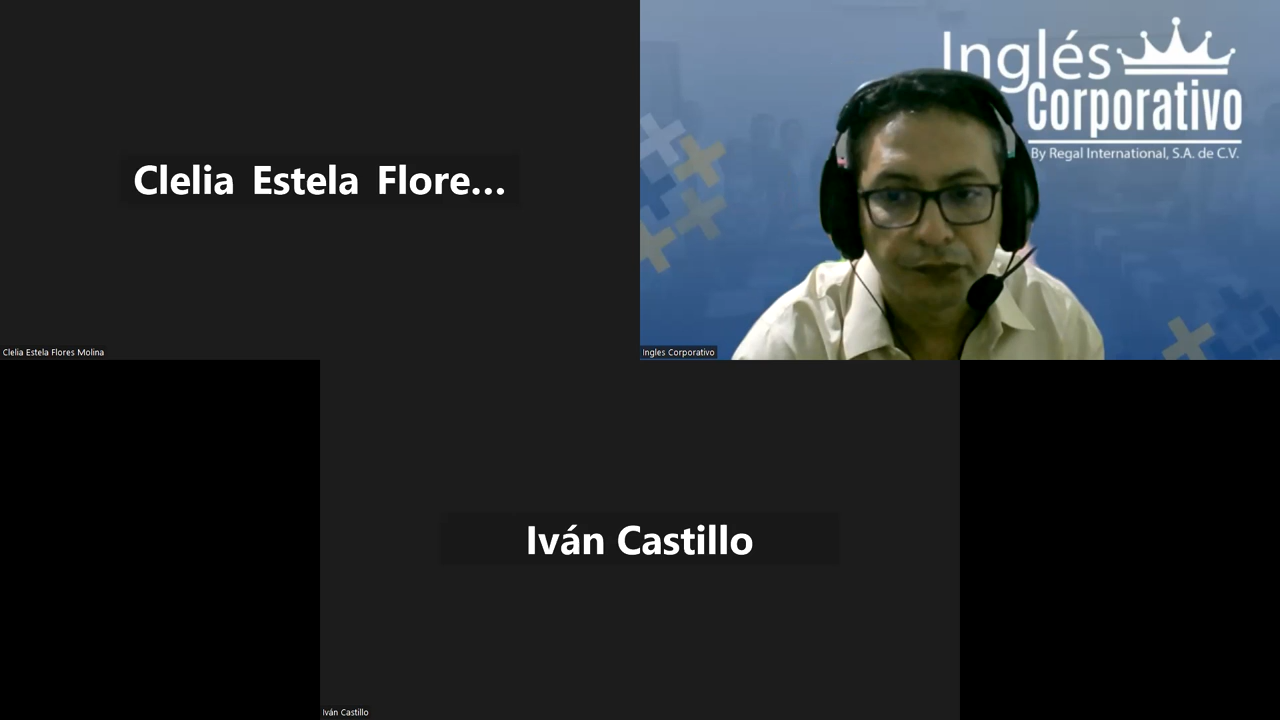 Clelia Estela Flore...
Clelia Estela Flores Molina
Inglés
Corporativo
By Regal International, S.A. de C.V.
Ingles Corporativo
Iván Castillo
Iván Castillo